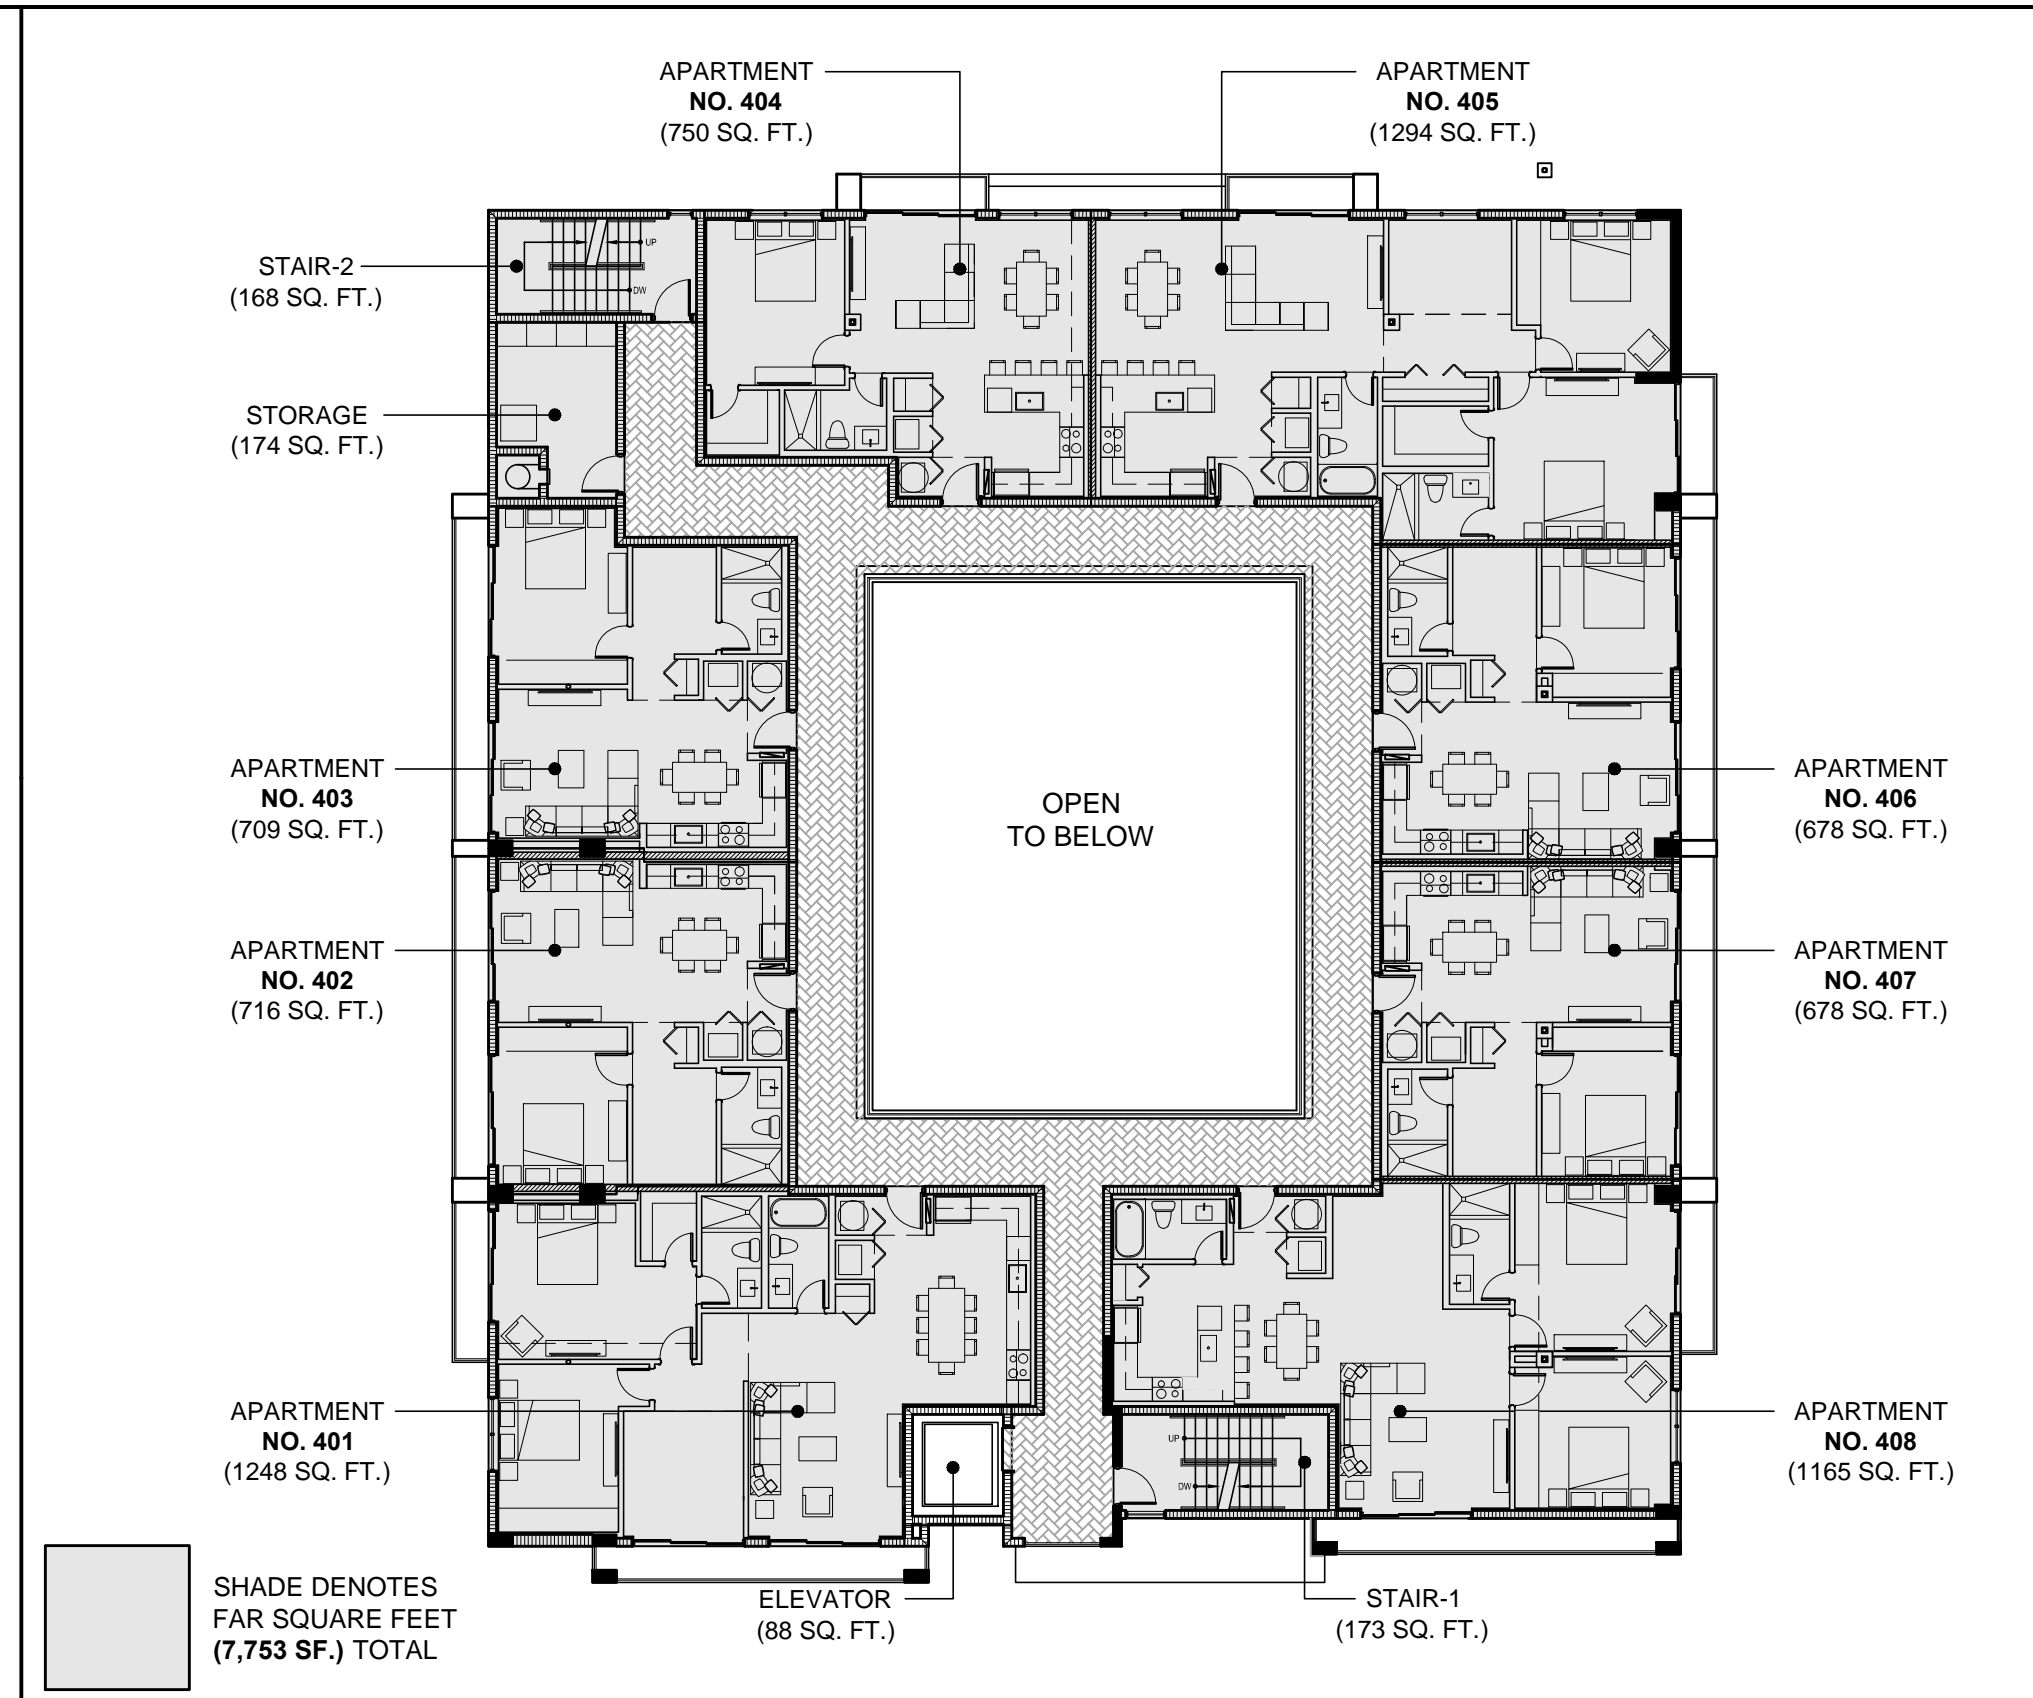 APARTMENT
NO. 404
(750 SQ. FT.)
APARTMENT
NO. 405
(1294 SQ. FT.)
STAIR-2
(168 SQ. FT.)
UP
DW
STORAGE
(174 SQ. FT.)
APARTMENT
NO. 403
(709 SQ. FT.)
OPEN
TO BELOW
APARTMENT
NO. 406
(678 SQ. FT.)
APARTMENT
NO. 402
(716 SQ. FT.)
APARTMENT
NO. 407
(678 SQ. FT.)
APARTMENT
NO. 401
(1248 SQ. FT.)
UP
DW
APARTMENT
NO. 408
(1165 SQ. FT.)
SHADE DENOTES
FAR SQUARE FEET
(7,753 SF.) TOTAL
ELEVATOR
(88 SQ. FT.)
STAIR-1
(173 SQ. FT.)